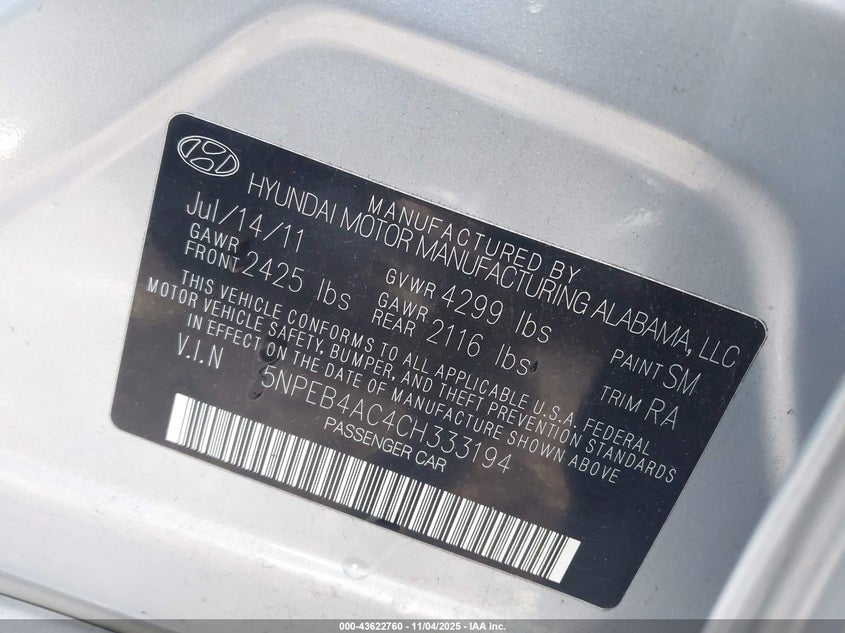 MANUFACTURED BY
HYUNDAI MOTOR MANUFACTURING ALABAMA, LLC
Jul/14/11 GVWR 4299 lbs PAINT SM
GAWR FRONT 2425 lbs GAWR REAR 2116 lbs TRIM RA
THIS VEHICLE CONFORMS TO ALL APPLICABLE U.S.A. FEDERAL
MOTOR VEHICLE SAFETY, BUMPER, AND THEFT PREVENTION STANDARDS
IN EFFECT ON THE DATE OF MANUFACTURE SHOWN ABOVE
V.I.N 5NPEB4AC4CH333194
PASSENGER CAR
000-43622760 - 11/04/2025 - IAA Inc.